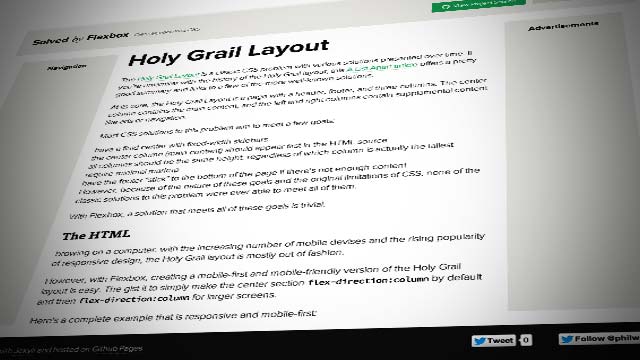 Solved by Flexbox
View Project Source
Navigation
Advertisements
Holy Grail Layout
The Holy Grail Layout is a classic CSS problem with various solutions presented over time. If
you're unfamiliar with the history of the Holy Grail layout, this A List Apart article offers a pretty
good summary and links to a few of the more well-known solutions.
At its core, the Holy Grail Layout is a page with a header, footer, and three columns. The center
column contains the main content, and the left and right columns contain supplemental content
like ads or navigation.
Most CSS solutions to this problem aim to meet a few goals:
have a fluid center with fixed-width sidebars
the center column (main content) should appear first in the HTML source
all columns should be the same height, regardless of which column is actually the tallest
require minimal markup
have the footer "stick" to the bottom of the page if there's not enough content
However, because of the nature of these goals and the original limitations of CSS, none of the
classic solutions to this problem were ever able to meet all of them.
With Flexbox, a solution that meets all of these goals is trivial.
The HTML
browing on a computer, with the increasing number of mobile devises and the rising popularity
of responsive design, the Holy Grail layout is mostly out of fashion.
However, with Flexbox, creating a mobile-first and mobile-friendly version of the Holy Grail
layout is easy. The gist it to simply make the center section flex-direction:column by default
and then flex-direction:column for larger screens.
Here's a complete example that is responsive and mobile-first:
with Jekyll and hosted on Github Pages
Tweet 0
Follow @philw